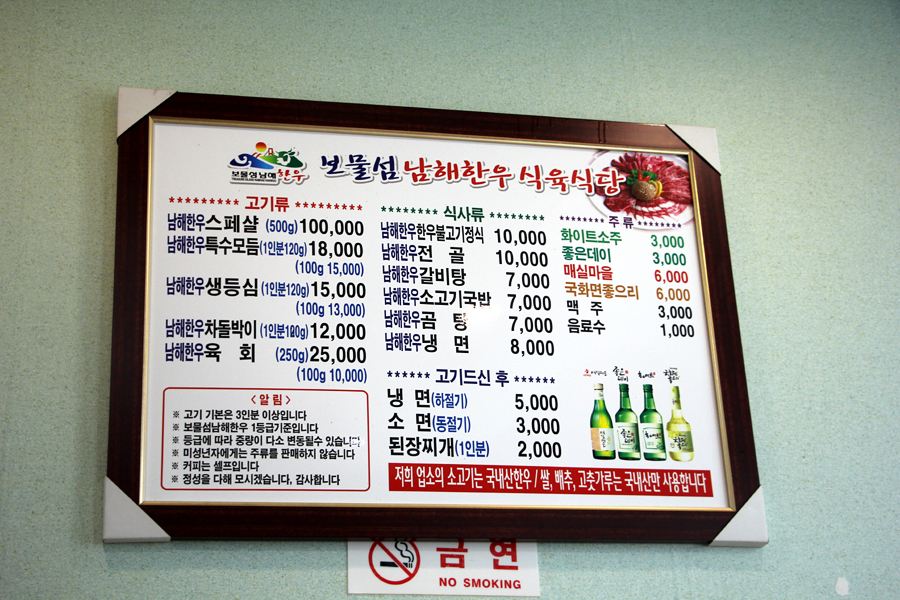 보물섬 남해한우 식육식당
보물섬 남해 한우
********* 고기류 *********
남해한우스페샬 (500g) 100,000
남해한우특수모듬(1인분120g) 18,000
(100g 15,000)
남해한우생등심(1인분120g) 15,000
(100g 13,000)
남해한우차돌박이(1인분100g) 12,000
남해한우육 회 (250g) 25,000
(100g 10,000)
<알 림>
※ 고기 기본은 3인분 이상입니다
※ 보물섬남해한우 1등급기준입니다
※ 등급에 따라 중량이 다소 변동될수 있습니다
※ 미성년자에게는 주류를 판매하지 않습니다
※ 커피는 셀프입니다
※ 정성을 다해 모시겠습니다, 감사합니다
******** 식사류 ********
남해한우한우불고기정식 10,000
남해한우전 골 10,000
남해한우갈비탕 7,000
남해한우소고기국반 7,000
남해한우곰 탕 7,000
남해한우냉 면 8,000
****** 고기드신 후 ******
냉 면(하절기) 5,000
소 면(동절기) 3,000
된장찌개(1인분) 2,000
******** 주 류 ********
화이트소주 3,000
좋은데이 3,000
매실마을 6,000
국화면좋으리 6,000
맥 주 3,000
음료수 1,000
저희 업소의 소고기는 국내산한우 / 쌀, 배추, 고춧가루는 국내산만 사용합니다
금 연
NO SMOKING